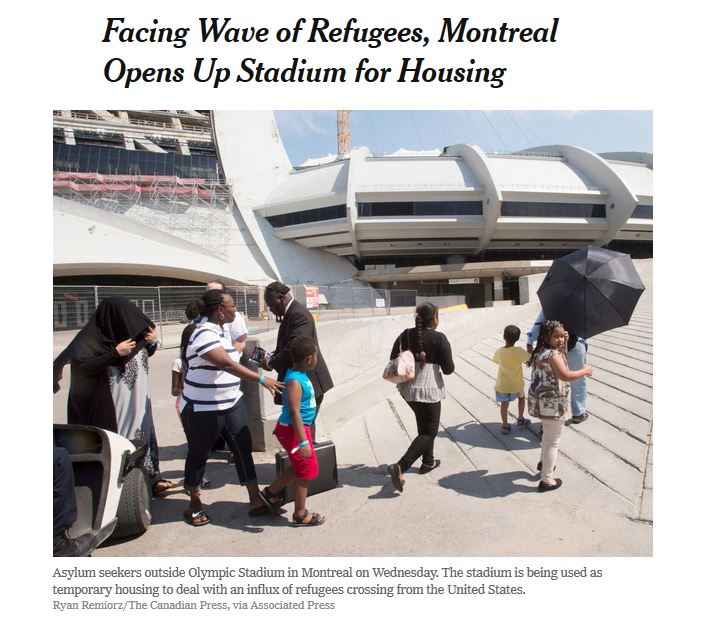 Facing Wave of Refugees, Montreal
Opens Up Stadium for Housing
Asylum seekers outside Olympic Stadium in Montreal on Wednesday. The stadium is being used as
temporary housing to deal with an influx of refugees crossing from the United States.
Ryan Remiorz/The Canadian Press, via Associated Press